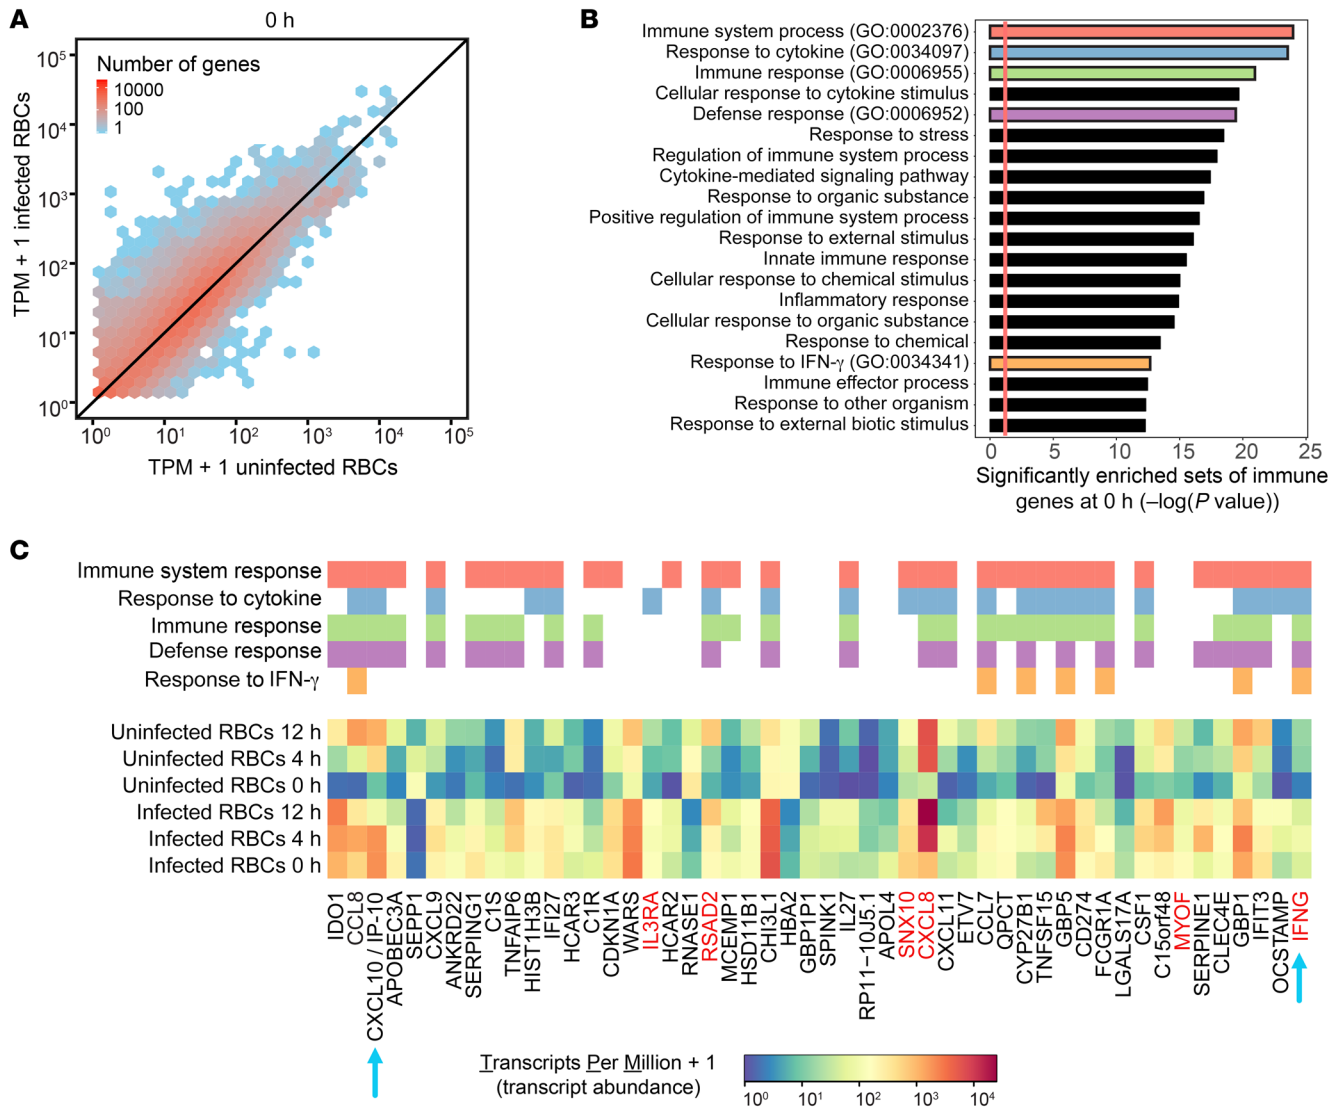 A
0 h
Number of genes
10000
100
1
10⁵
10⁴
10³
10²
10¹
10⁰
TPM + 1 infected RBCs
10⁰ 10¹ 10² 10³ 10⁴ 10⁵
TPM + 1 uninfected RBCs
B
Immune system process (GO:0002376)
Response to cytokine (GO:0034097)
Immune response (GO:0006955)
Cellular response to cytokine stimulus
Defense response (GO:0006952)
Response to stress
Regulation of immune system process
Cytokine-mediated signaling pathway
Response to organic substance
Positive regulation of immune system process
Response to external stimulus
Innate immune response
Cellular response to chemical stimulus
Inflammatory response
Cellular response to organic substance
Response to chemical
Response to IFN-γ (GO:0034341)
Immune effector process
Response to other organism
Response to external biotic stimulus
0 5 10 15 20 25
Significantly enriched sets of immune
genes at 0 h (–log(P value))
C
Immune system response
Response to cytokine
Immune response
Defense response
Response to IFN-γ
Uninfected RBCs 12 h
Uninfected RBCs 4 h
Uninfected RBCs 0 h
Infected RBCs 12 h
Infected RBCs 4 h
Infected RBCs 0 h
IDO1
CCL8
CXCL10 / IP-10
APOBEC3A
SEPP1
CXCL9
ANKRD22
SERPING1
C1S
TNFAIP6
HIST1H3B
IFI27
HCAR3
C1R
CDKN1A
WARS
IL3RA
HCAR2
RNASE1
RSAD2
MCEMP1
HSD11B1
CHI3L1
HBA2
GBP1P1
SPINK1
IL27
RP11−10J5.1
APOL4
SNX10
CXCL8
CXCL11
ETV7
CCL7
QPCT
CYP27B1
TNFSF15
GBP5
CD274
FCGR1A
LGALS17A
CSF1
C15orf48
MYOF
SERPINE1
CLEC4E
GBP1
IFIT3
OCSTAMP
IFNG
Transcripts Per Million + 1
(transcript abundance)
10⁰ 10¹ 10² 10³ 10⁴